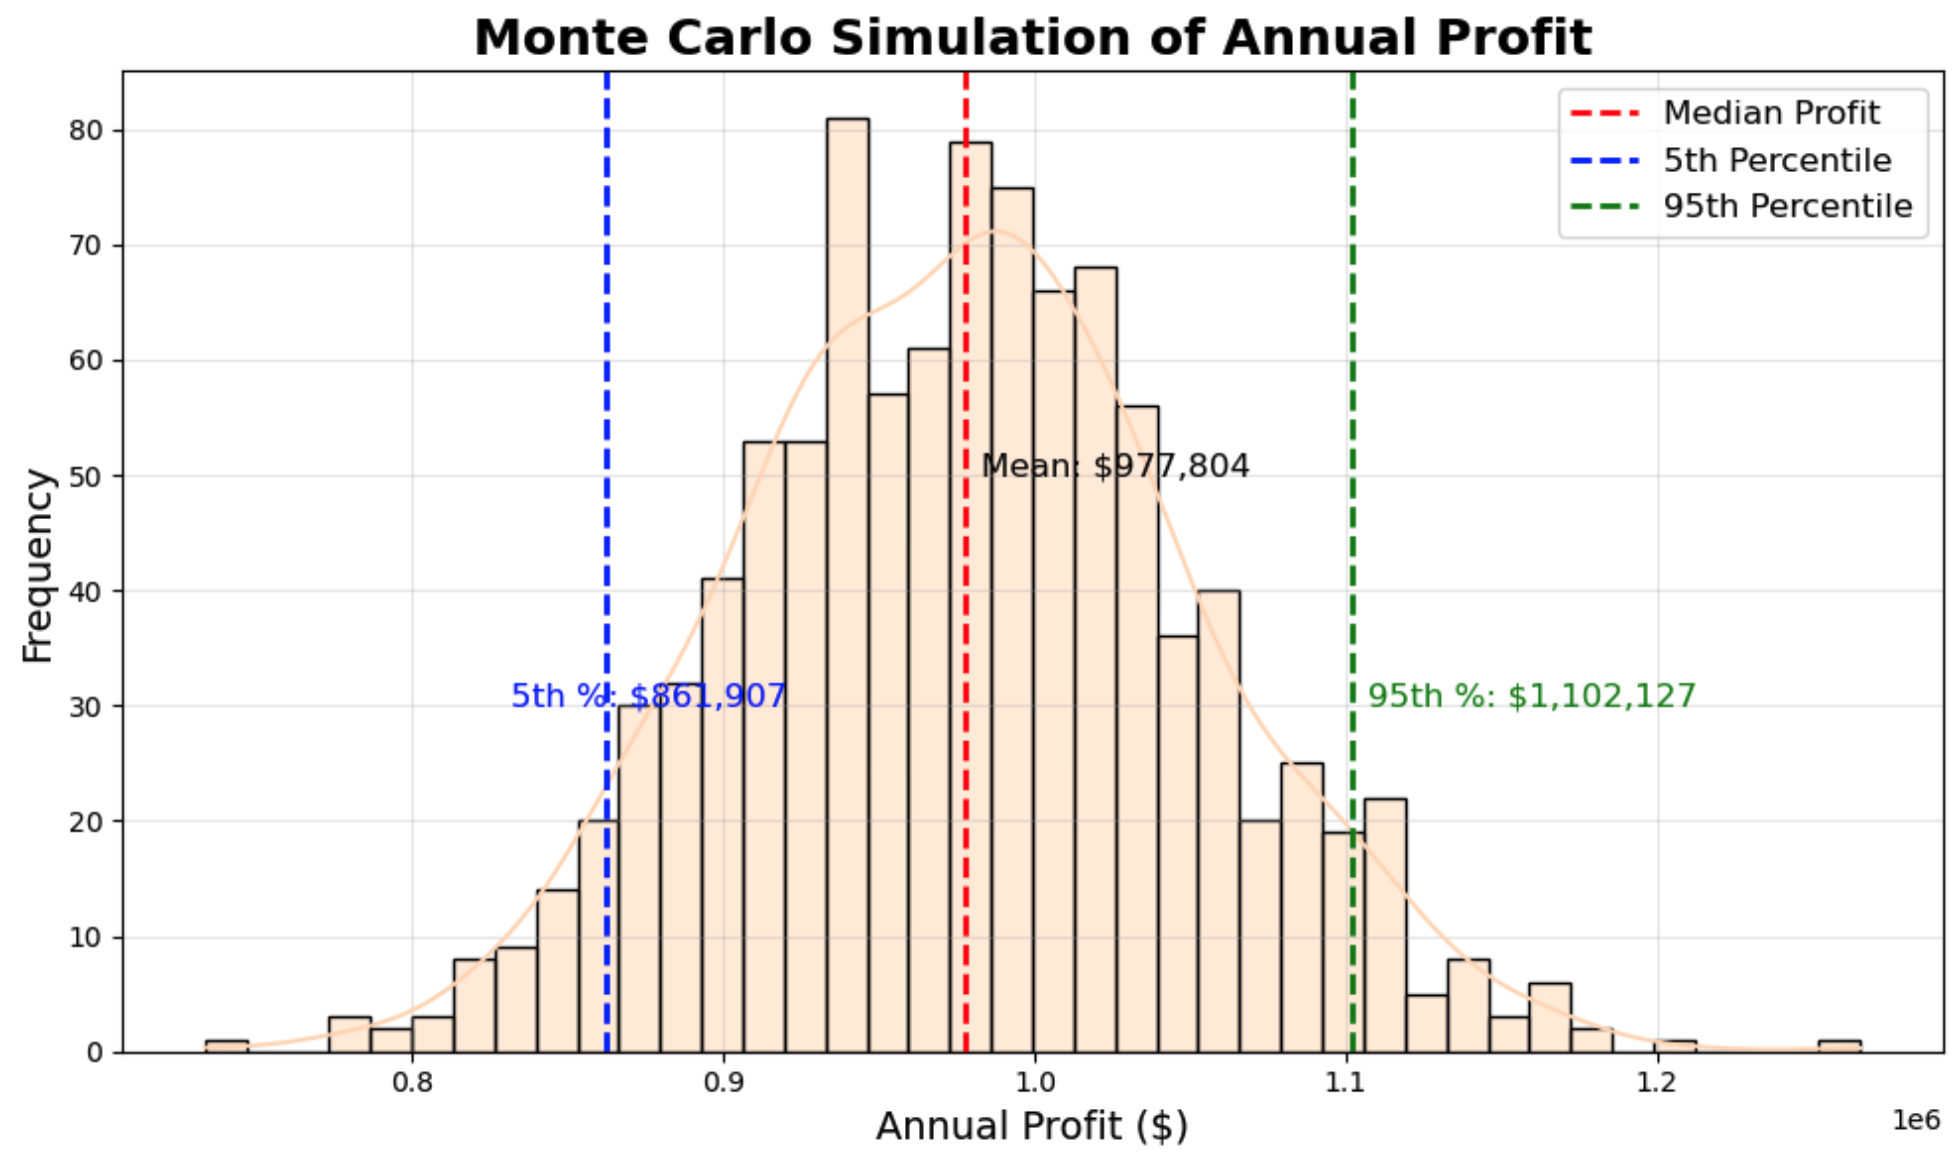 Monte Carlo Simulation of Annual Profit
Median Profit
5th Percentile
95th Percentile
80
70
60
50
40
30
20
10
0
Frequency
Mean: $977,804
5th %: $861,907
95th %: $1,102,127
0.8 0.9 1.0 1.1 1.2
1e6
Annual Profit ($)